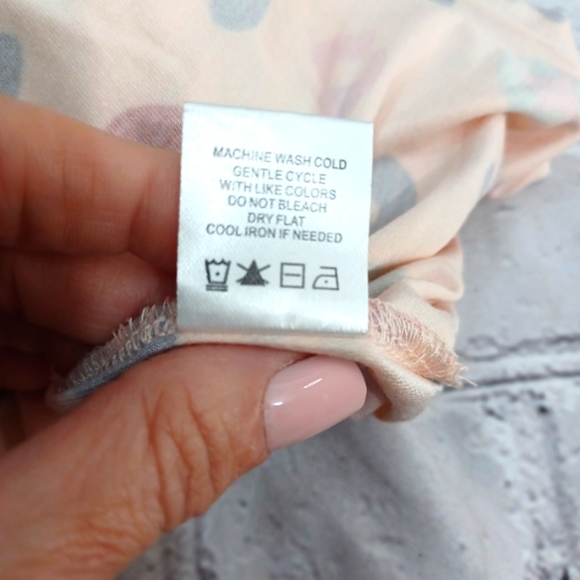 MACHINE WASH COLD
GENTLE CYCLE
WITH LIKE COLORS
DO NOT BLEACH
DRY FLAT
COOL IRON IF NEEDED